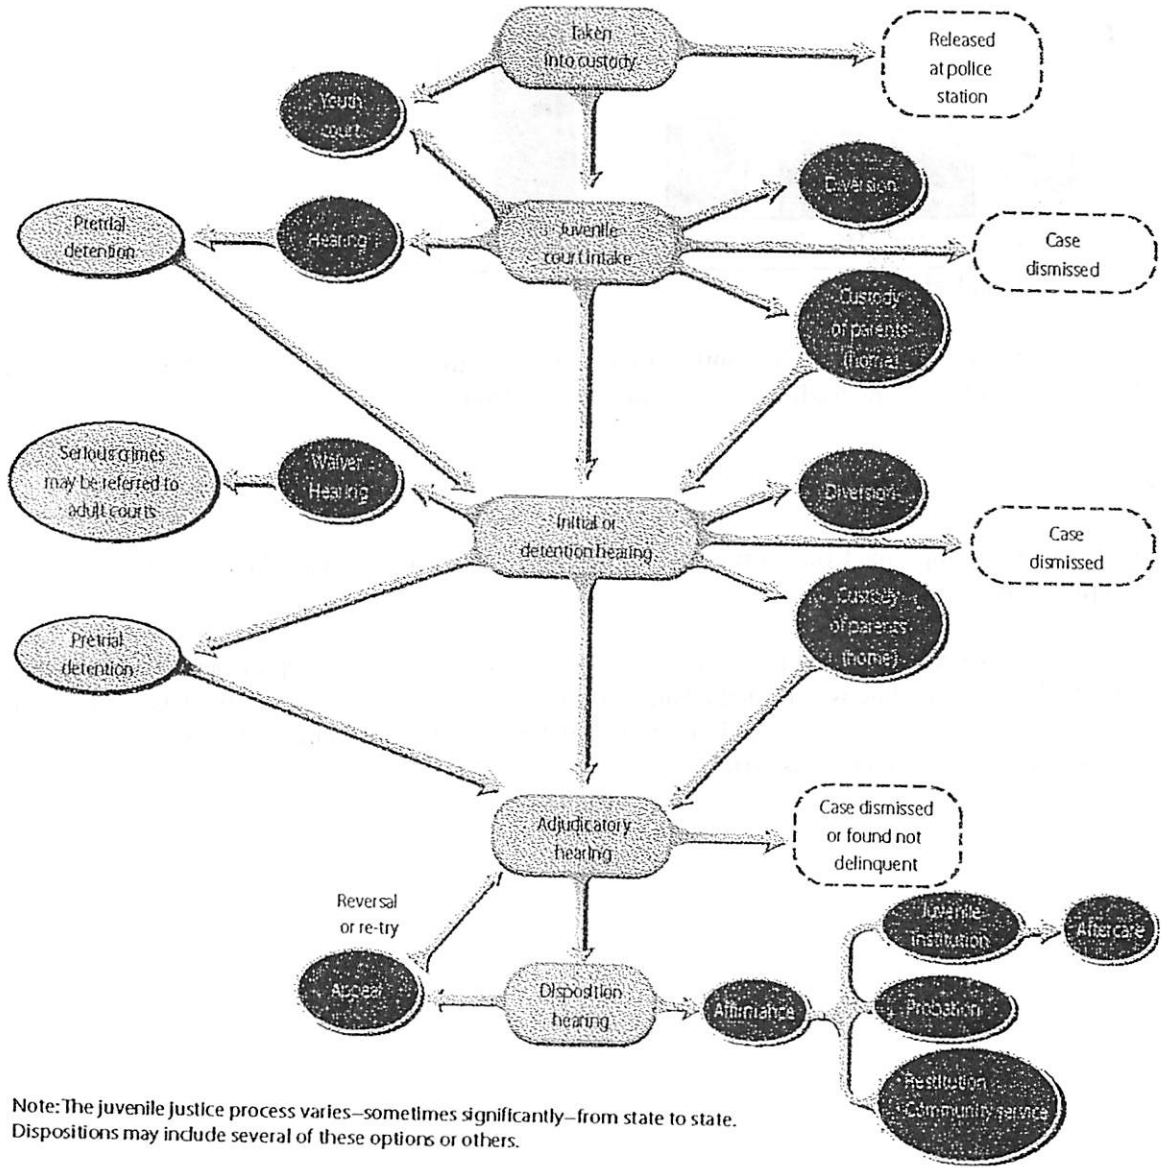 Taken
into custody
Released
at police
station
Youth
court
Diversion
Pretrial
detention
Hearing
Juvenile
court intake
Case
dismissed
Custody
of parents
(home)
Serious crimes
may be referred to
adult courts
Waiver
Hearing
Initial or
detention hearing
Diversion
Case
dismissed
Custody
of parents
(home)
Pretrial
detention
Adjudicatory
hearing
Case dismissed
or found not
delinquent
Reversal
or re-try
Appeal
Disposition
hearing
Affirmance
Juvenile
institution
Aftercare
Probation
Restitution
Community service
Note: The juvenile justice process varies—sometimes significantly—from state to state.
Dispositions may include several of these options or others.